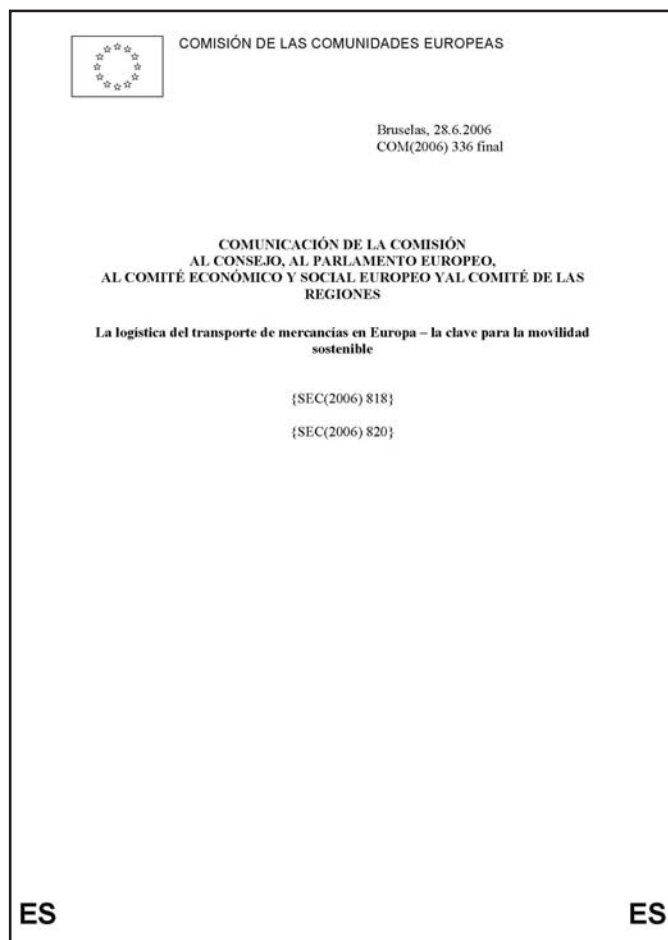 COMISIÓN DE LAS COMUNIDADES EUROPEAS
Bruselas, 28.6.2006
COM(2006) 336 final
COMUNICACIÓN DE LA COMISIÓN
AL CONSEJO, AL PARLAMENTO EUROPEO,
AL COMITÉ ECONÓMICO Y SOCIAL EUROPEO YAL COMITÉ DE LAS
REGIONES
La logística del transporte de mercancías en Europa – la clave para la movilidad
sostenible
{SEC(2006) 818}
{SEC(2006) 820}
ES ES